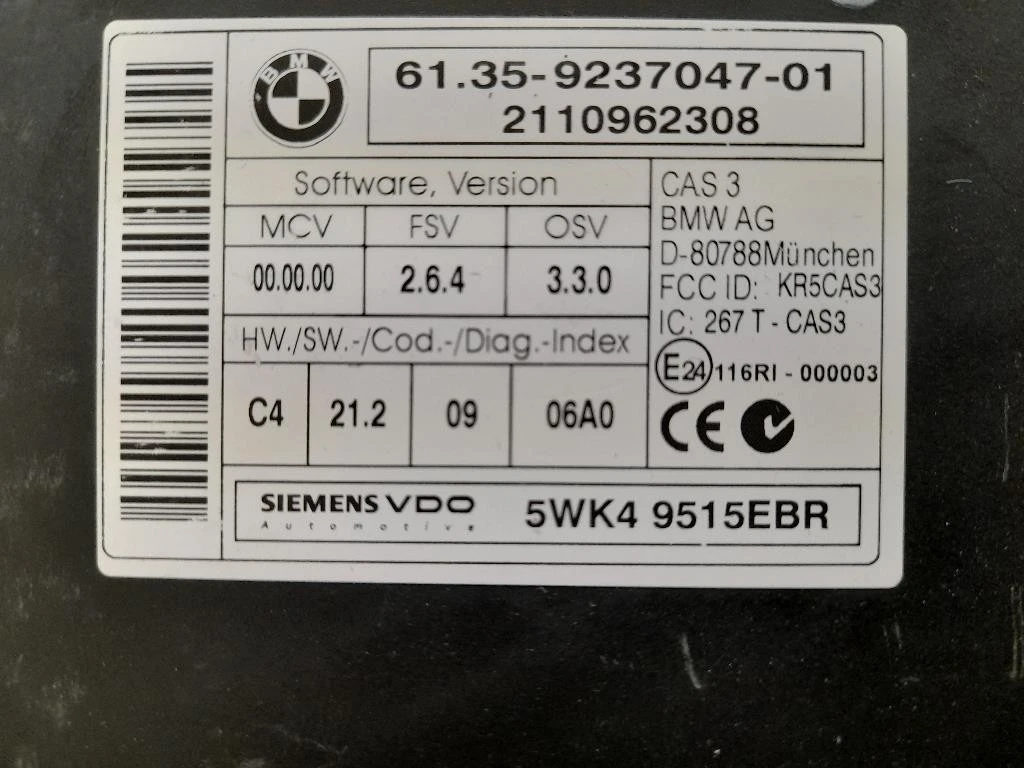 BMW
61.35-9237047-01
2110962308
Software, Version
MCV FSV OSV
00.00.00 2.6.4 3.3.0
HW./SW.-/Cod.-/Diag.-Index
C4 21.2 09 06A0
CAS 3
BMW AG
D-80788München
FCC ID: KR5CAS3
IC: 267 T - CAS3
E24 116RI - 000003
CE
SIEMENS VDO
Automotive
5WK4 9515EBR